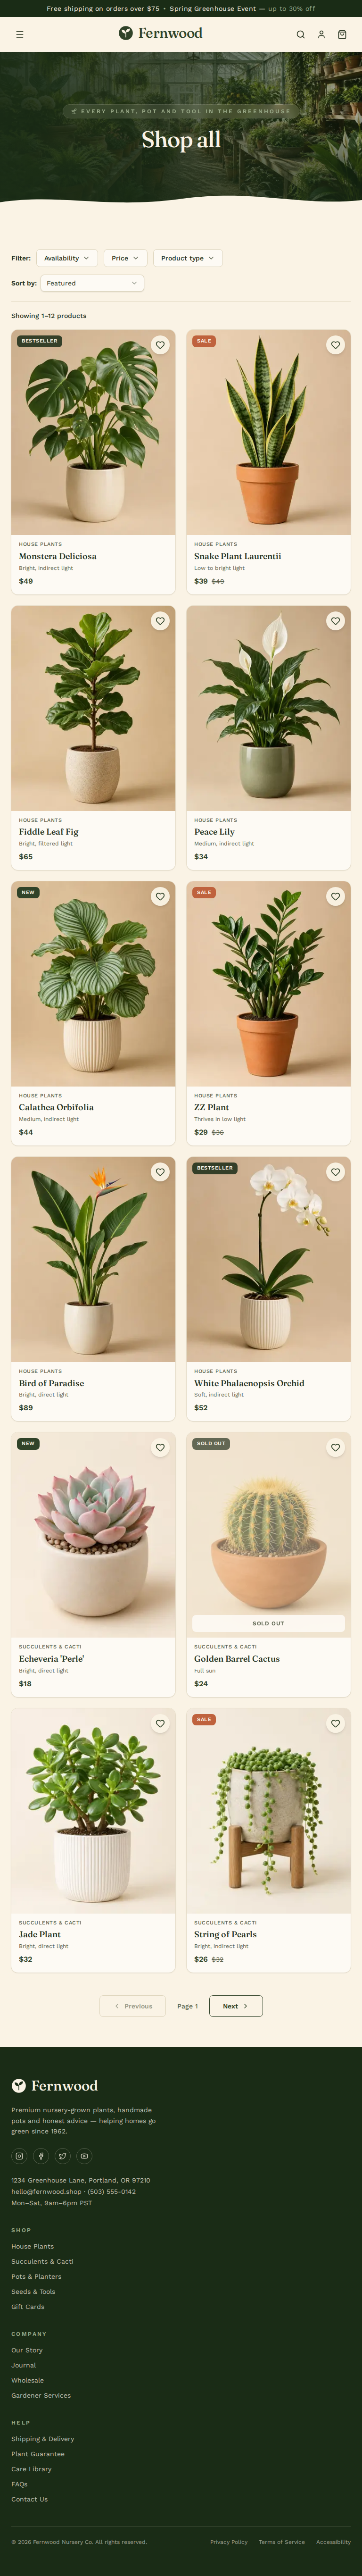 Free shipping on orders over $75 • Spring Greenhouse Event — up to 30% off
Fernwood
EVERY PLANT, POT AND TOOL IN THE GREENHOUSE
Shop all
Filter: Availability Price Product type
Sort by: Featured
Showing 1–12 products
BESTSELLER
HOUSE PLANTS
Monstera Deliciosa
Bright, indirect light
$49
SALE
HOUSE PLANTS
Snake Plant Laurentii
Low to bright light
$39 $49
HOUSE PLANTS
Fiddle Leaf Fig
Bright, filtered light
$65
HOUSE PLANTS
Peace Lily
Medium, indirect light
$34
NEW
HOUSE PLANTS
Calathea Orbifolia
Medium, indirect light
$44
SALE
HOUSE PLANTS
ZZ Plant
Thrives in low light
$29 $36
HOUSE PLANTS
Bird of Paradise
Bright, direct light
$89
BESTSELLER
HOUSE PLANTS
White Phalaenopsis Orchid
Soft, indirect light
$52
NEW
SUCCULENTS & CACTI
Echeveria 'Perle'
Bright, direct light
$18
SOLD OUT
SOLD OUT
SUCCULENTS & CACTI
Golden Barrel Cactus
Full sun
$24
SUCCULENTS & CACTI
Jade Plant
Bright, direct light
$32
SALE
SUCCULENTS & CACTI
String of Pearls
Bright, indirect light
$26 $32
Previous Page 1 Next
Fernwood
Premium nursery-grown plants, handmade
pots and honest advice — helping homes go
green since 1962.
1234 Greenhouse Lane, Portland, OR 97210
hello@fernwood.shop · (503) 555-0142
Mon–Sat, 9am–6pm PST
SHOP
House Plants
Succulents & Cacti
Pots & Planters
Seeds & Tools
Gift Cards
COMPANY
Our Story
Journal
Wholesale
Gardener Services
HELP
Shipping & Delivery
Plant Guarantee
Care Library
FAQs
Contact Us
© 2026 Fernwood Nursery Co. All rights reserved. Privacy Policy Terms of Service Accessibility